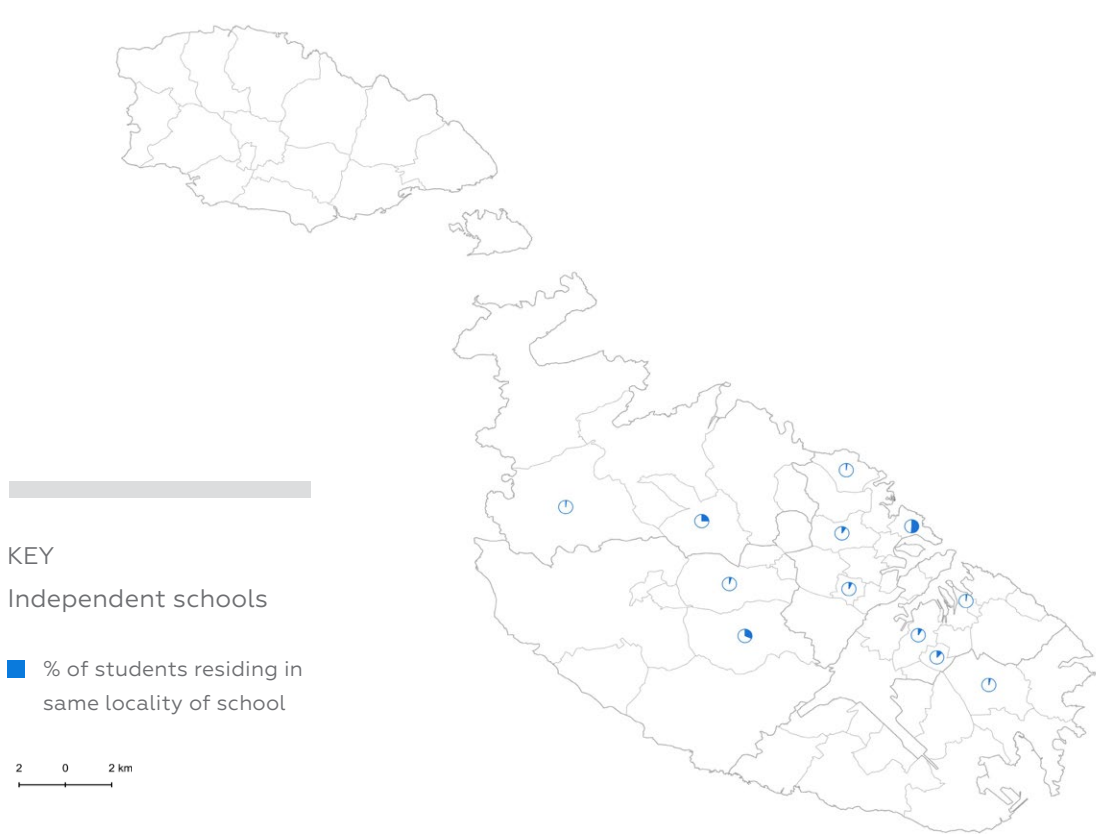 KEY
Independent schools
% of students residing in
same locality of school
2 0 2 km